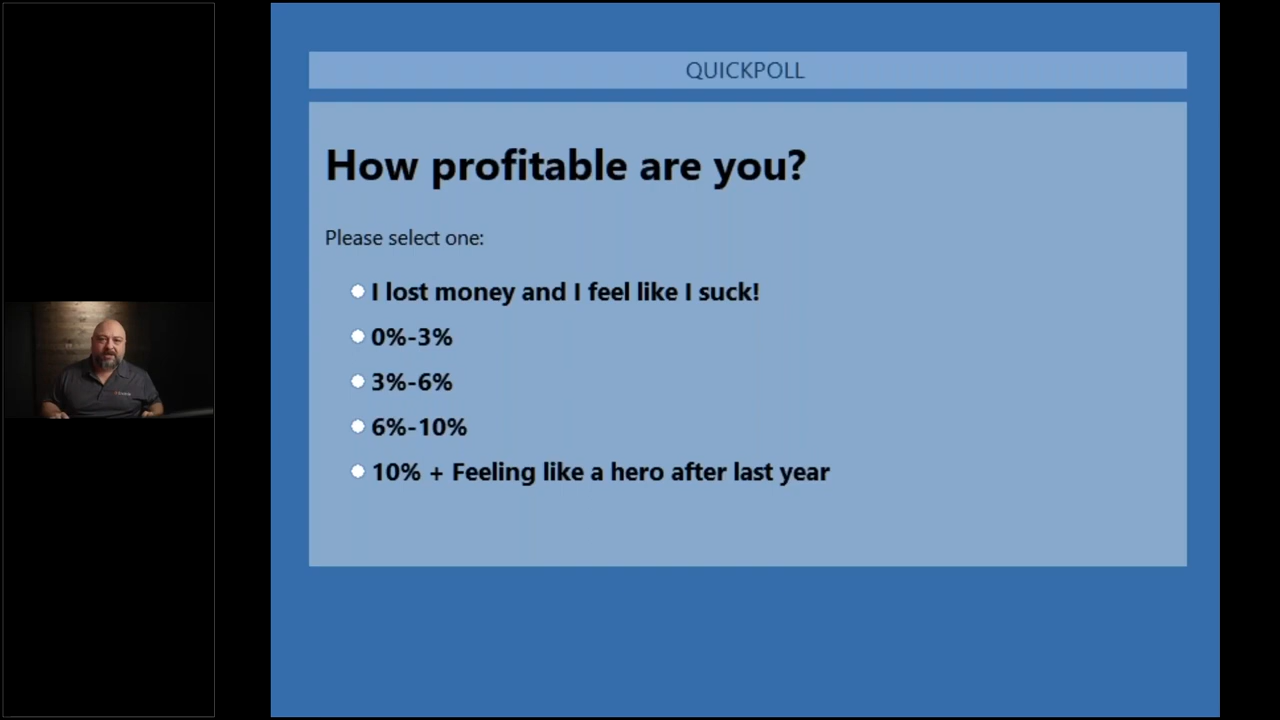 QUICKPOLL
How profitable are you?
Please select one:
I lost money and I feel like I suck!
0%-3%
3%-6%
6%-10%
10% + Feeling like a hero after last year